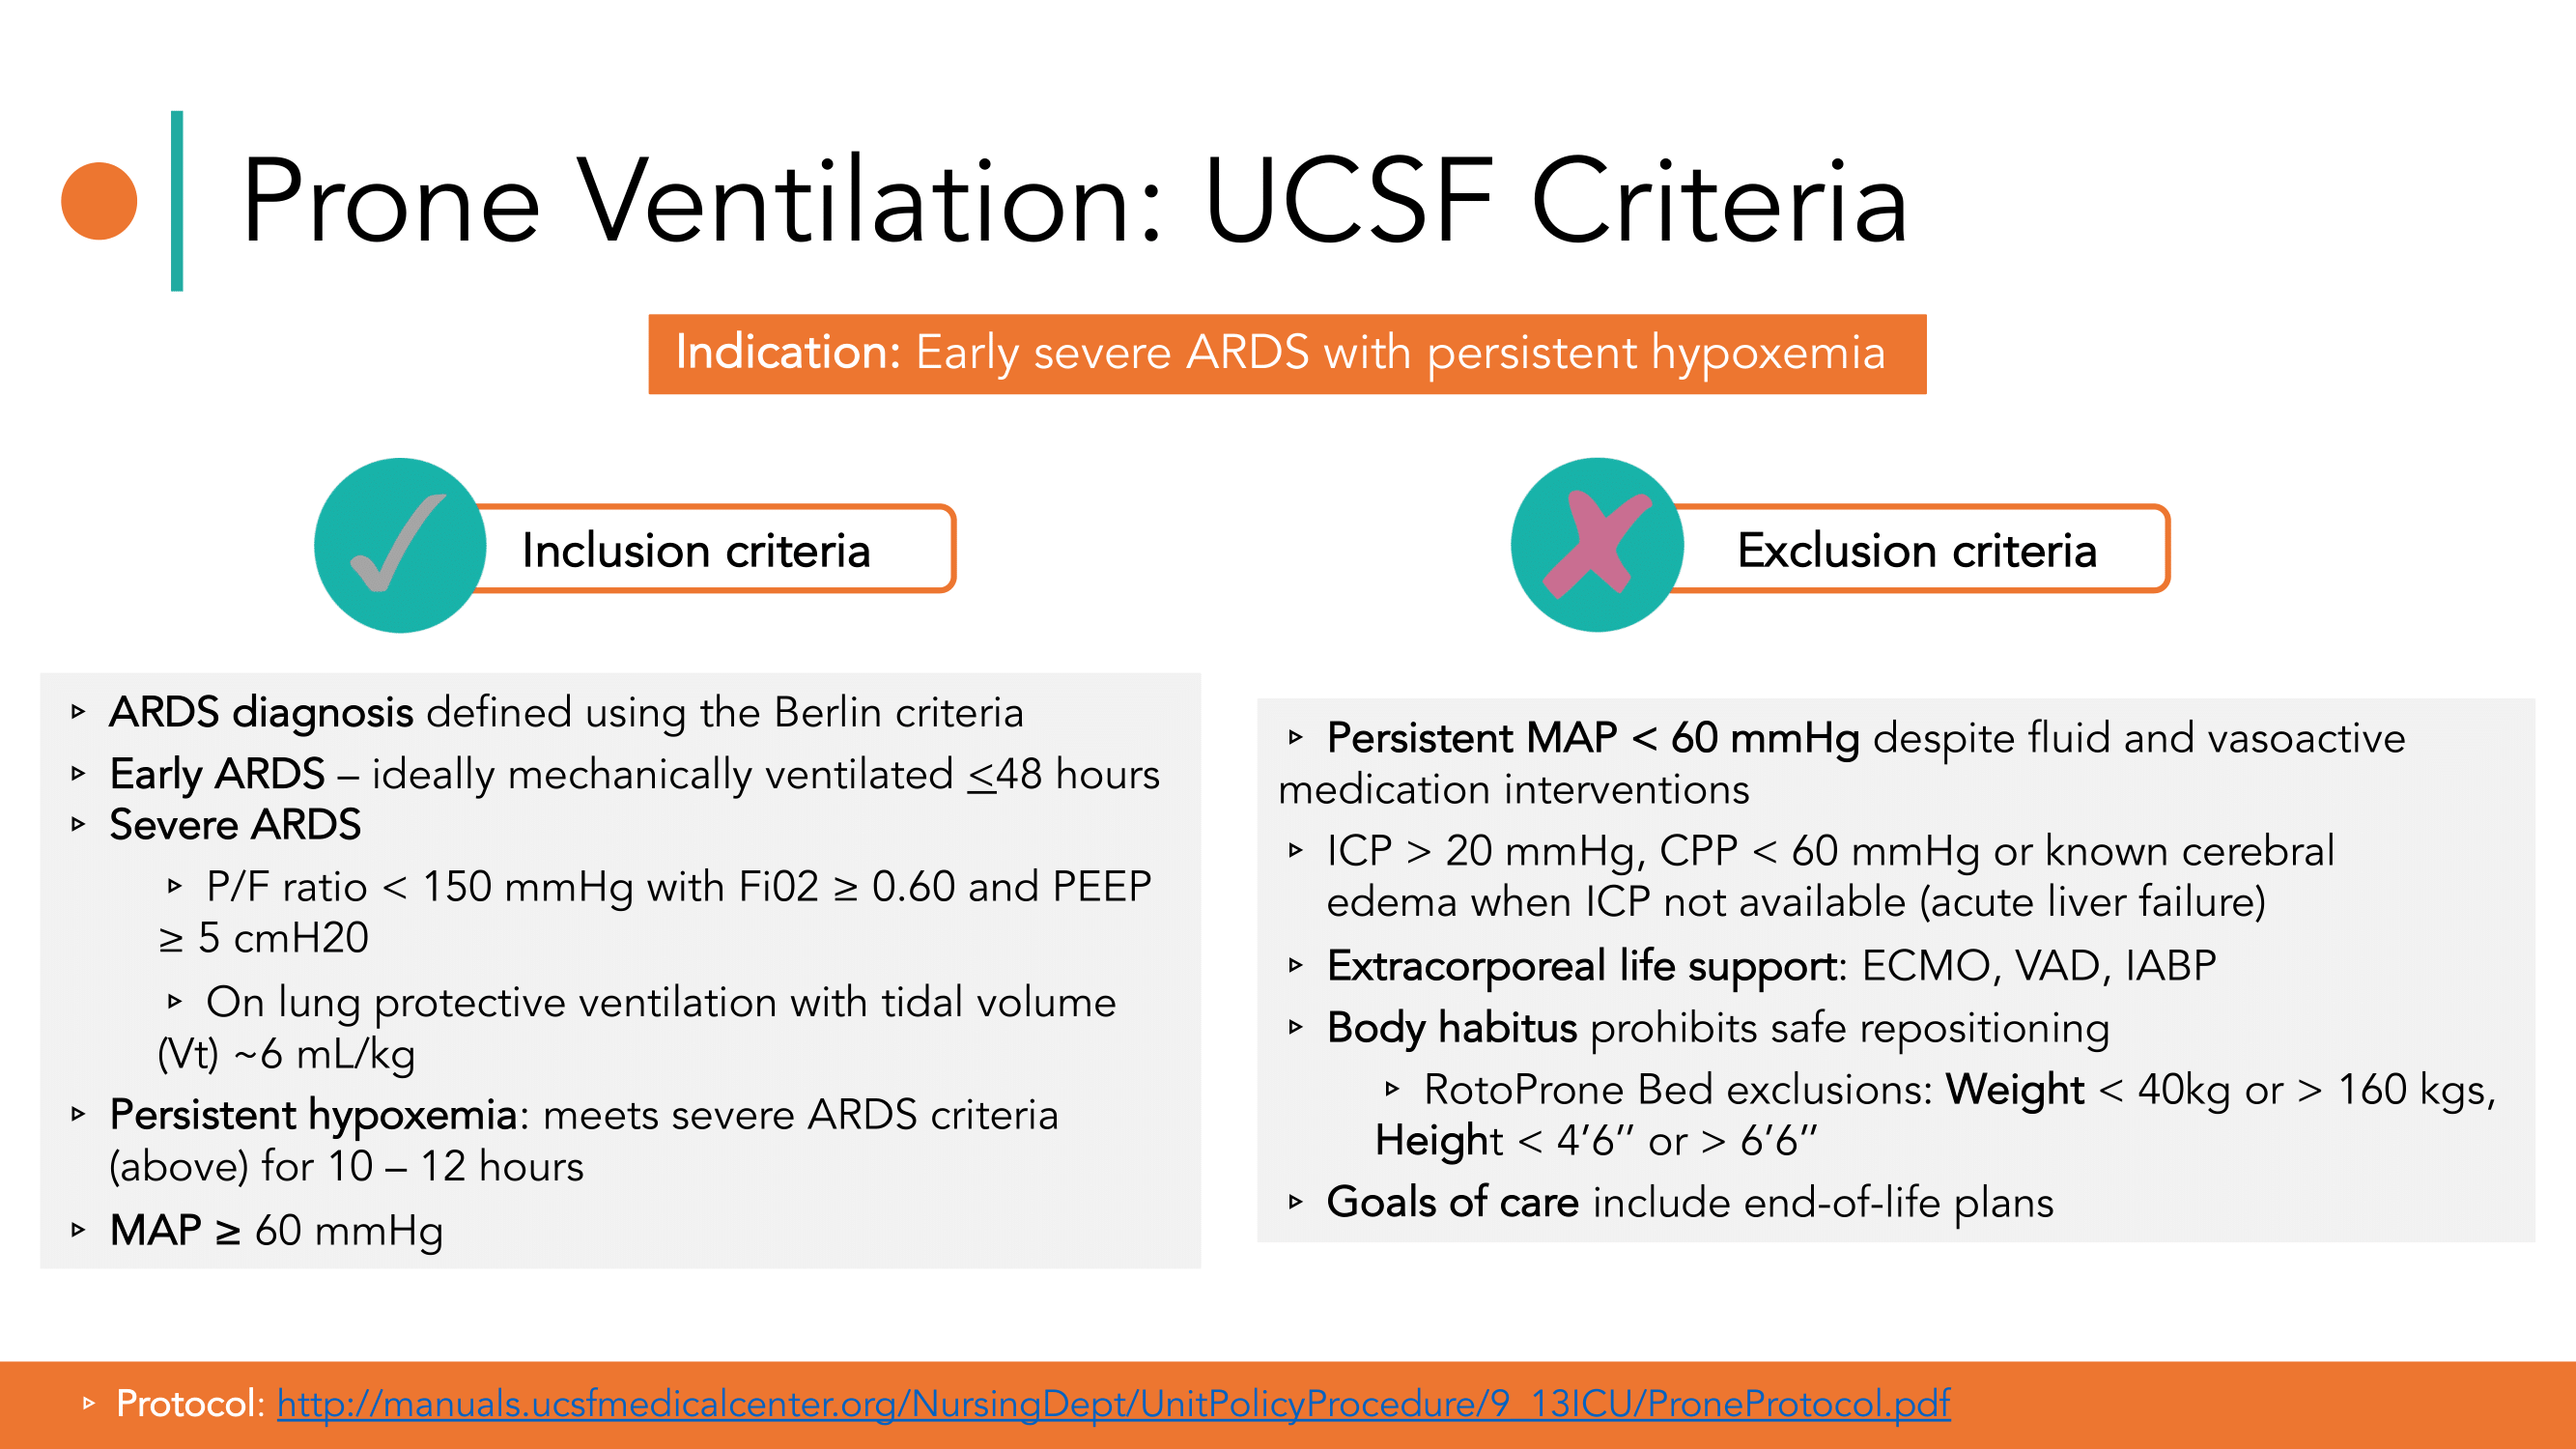 Prone Ventilation: UCSF Criteria
Indication: Early severe ARDS with persistent hypoxemia
Inclusion criteria
▹ ARDS diagnosis defined using the Berlin criteria
▹ Early ARDS – ideally mechanically ventilated <48 hours
▹ Severe ARDS
▹ P/F ratio < 150 mmHg with Fi02 ≥ 0.60 and PEEP
≥ 5 cmH20
▹ On lung protective ventilation with tidal volume
(Vt) ~6 mL/kg
▹ Persistent hypoxemia: meets severe ARDS criteria
(above) for 10 – 12 hours
▹ MAP ≥ 60 mmHg
Exclusion criteria
▹ Persistent MAP < 60 mmHg despite fluid and vasoactive
medication interventions
▹ ICP > 20 mmHg, CPP < 60 mmHg or known cerebral
edema when ICP not available (acute liver failure)
▹ Extracorporeal life support: ECMO, VAD, IABP
▹ Body habitus prohibits safe repositioning
▹ RotoProne Bed exclusions: Weight < 40kg or > 160 kgs,
Height < 4’6’’ or > 6’6’’
▹ Goals of care include end-of-life plans
▹ Protocol: http://manuals.ucsfmedicalcenter.org/NursingDept/UnitPolicyProcedure/9_13ICU/ProneProtocol.pdf